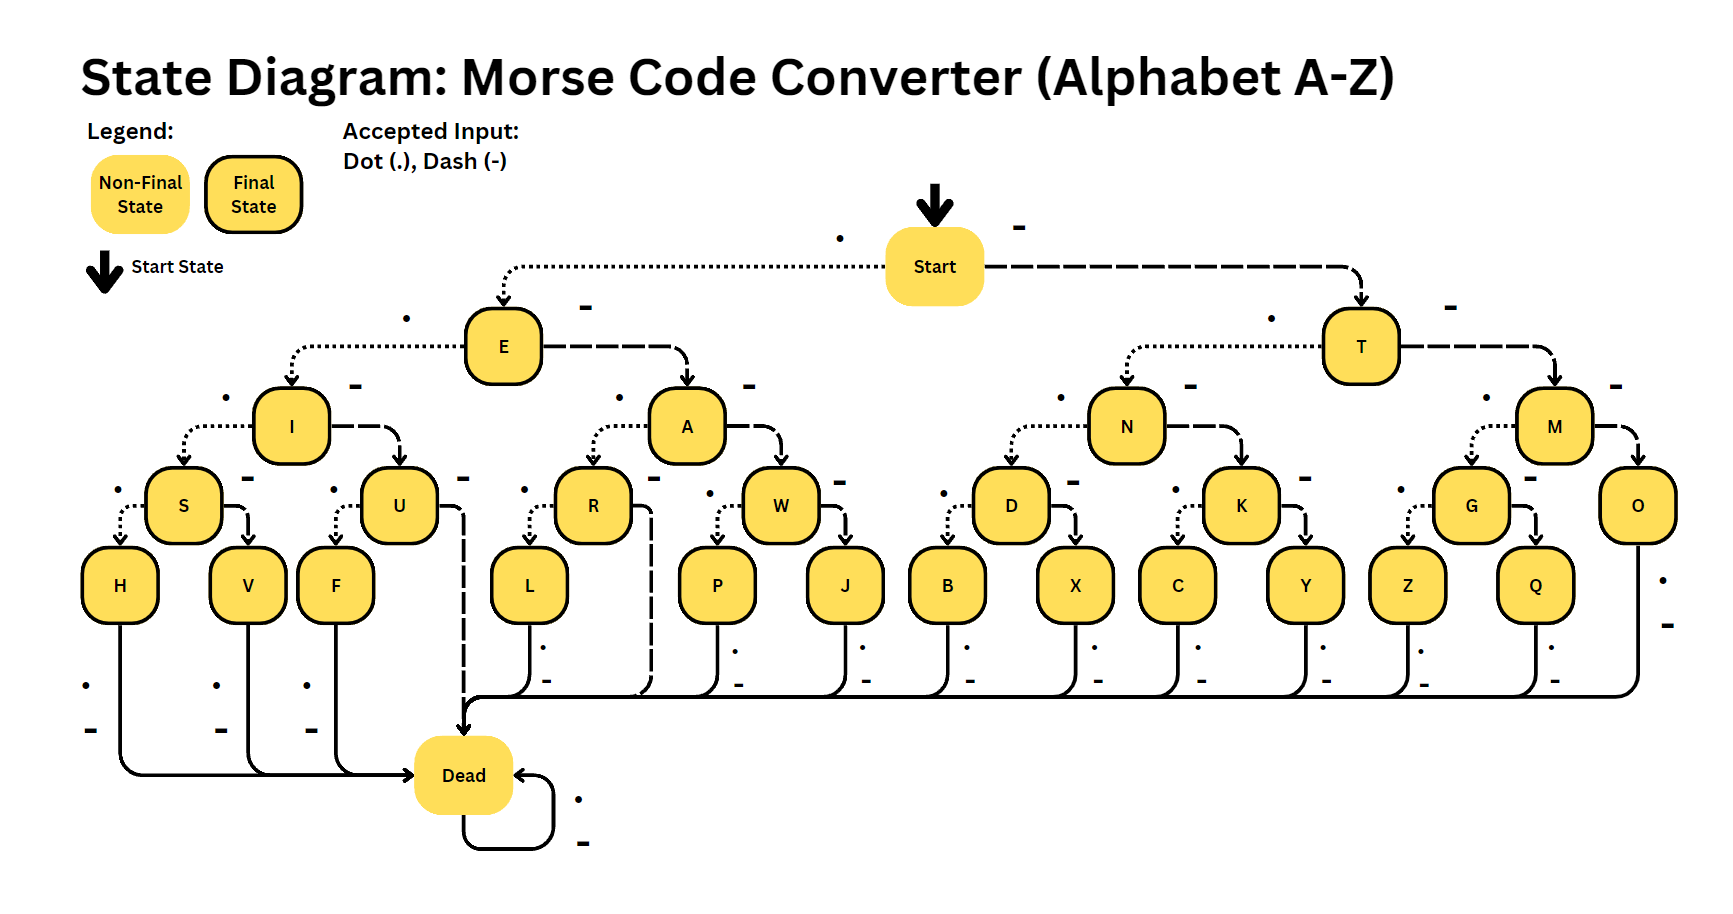 State Diagram: Morse Code Converter (Alphabet A-Z)
Legend:
Accepted Input:
Dot (.), Dash (-)
Non-Final
State
Final
State
Start State
• -
Start
• - • -
E T
• - • - • - • -
I A N M
• - • - • - • - • - • - • -
S U R W D K G O
H V F L P J B X C Y Z Q
• - • - • - • - • - • - • - • - • - • - • - • - • -
Dead
• -